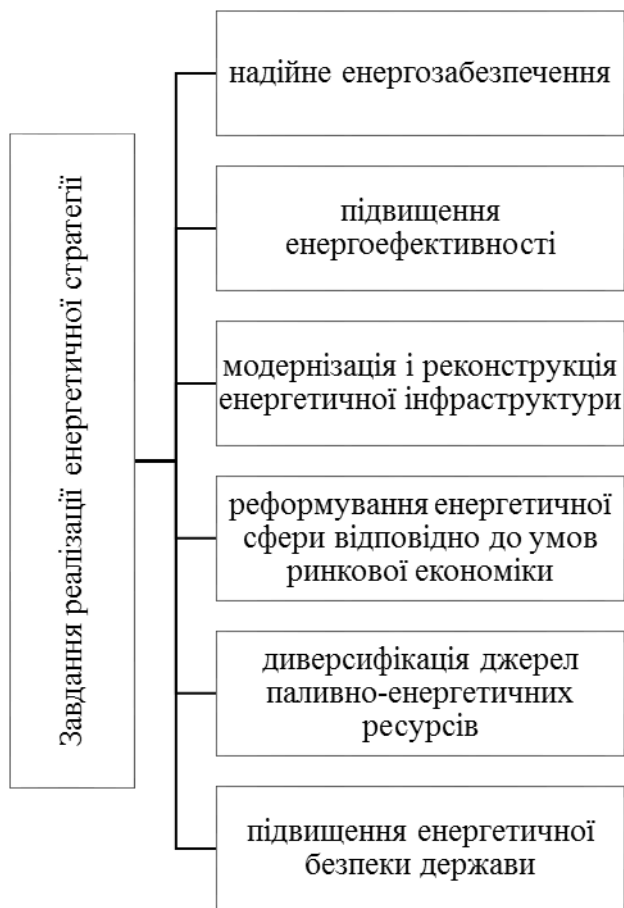 Завдання реалізації енергетичної стратегії
надійне енергозабезпечення
підвищення
енергоефективності
модернізація і реконструкція
енергетичної інфраструктури
реформування енергетичної
сфери відповідно до умов
ринкової економіки
диверсифікація джерел
паливно-енергетичних
ресурсів
підвищення енергетичної
безпеки держави